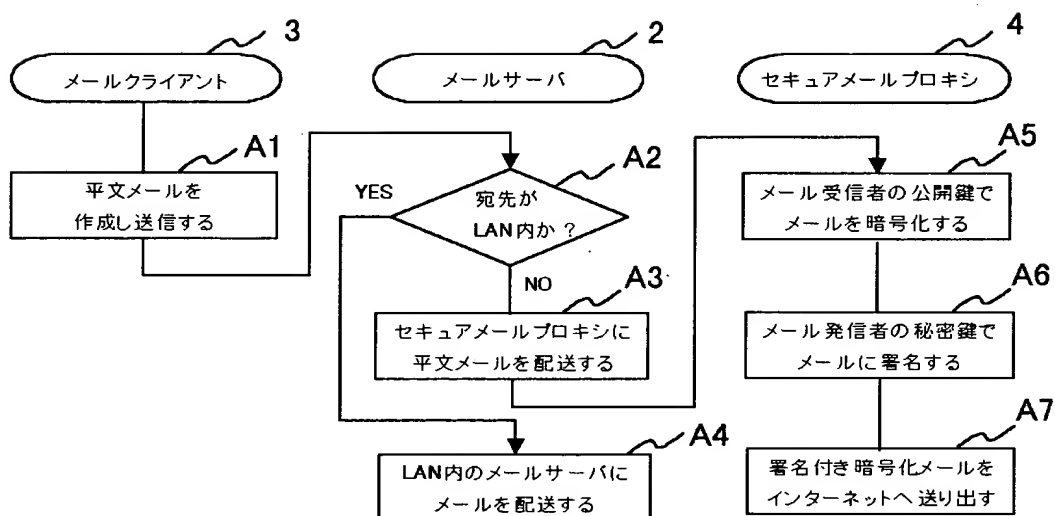 3
メールクライアント
A1
平文メールを
作成し送信する
2
メールサーバ
A2
YES
宛先が
LAN内か?
NO
A3
セキュアメールプロキシに
平文メールを配送する
A4
LAN内のメールサーバに
メールを配送する
4
セキュアメールプロキシ
A5
メール受信者の公開鍵で
メールを暗号化する
A6
メール発信者の秘密鍵で
メールに署名する
A7
署名付き暗号化メールを
インターネットへ送り出す